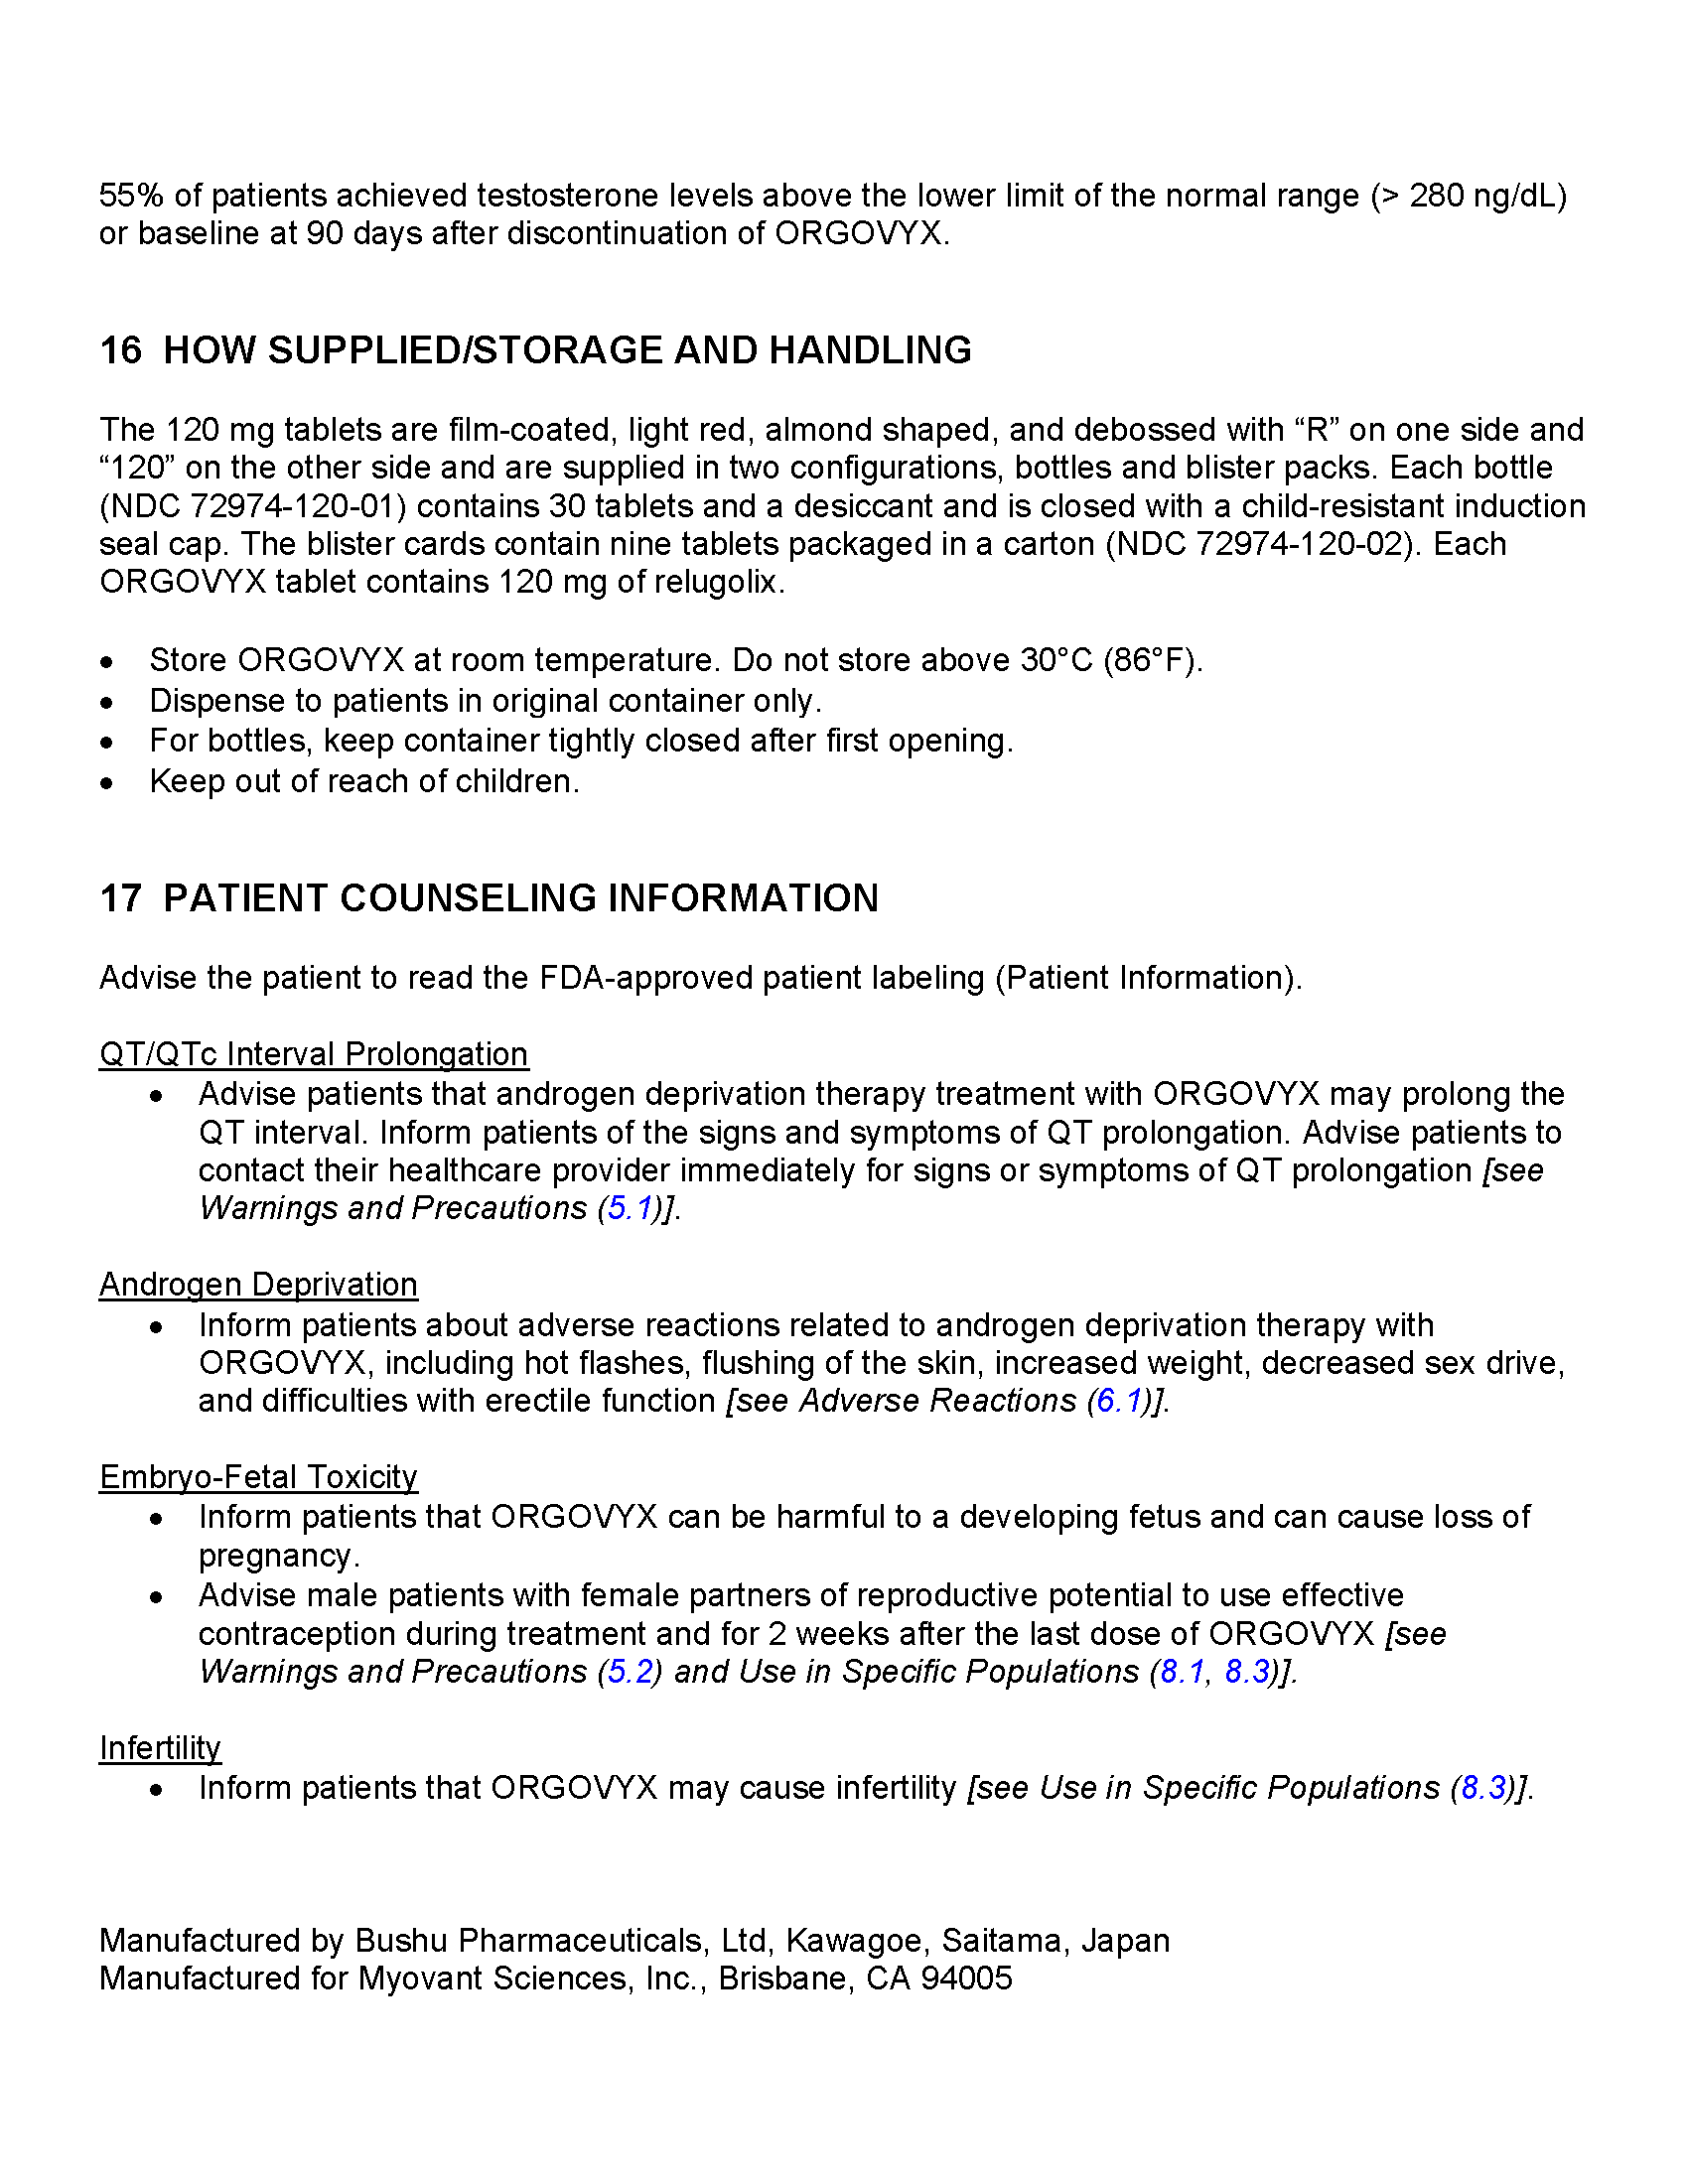 55% of patients achieved testosterone levels above the lower limit of the normal range (> 280 ng/dL)
or baseline at 90 days after discontinuation of ORGOVYX.
16 HOW SUPPLIED/STORAGE AND HANDLING
The 120 mg tablets are film-coated, light red, almond shaped, and debossed with “R” on one side and
“120” on the other side and are supplied in two configurations, bottles and blister packs. Each bottle
(NDC 72974-120-01) contains 30 tablets and a desiccant and is closed with a child-resistant induction
seal cap. The blister cards contain nine tablets packaged in a carton (NDC 72974-120-02). Each
ORGOVYX tablet contains 120 mg of relugolix.
• Store ORGOVYX at room temperature. Do not store above 30°C (86°F).
• Dispense to patients in original container only.
• For bottles, keep container tightly closed after first opening.
• Keep out of reach of children.
17 PATIENT COUNSELING INFORMATION
Advise the patient to read the FDA-approved patient labeling (Patient Information).
QT/QTc Interval Prolongation
• Advise patients that androgen deprivation therapy treatment with ORGOVYX may prolong the
QT interval. Inform patients of the signs and symptoms of QT prolongation. Advise patients to
contact their healthcare provider immediately for signs or symptoms of QT prolongation [see
Warnings and Precautions (5.1)].
Androgen Deprivation
• Inform patients about adverse reactions related to androgen deprivation therapy with
ORGOVYX, including hot flashes, flushing of the skin, increased weight, decreased sex drive,
and difficulties with erectile function [see Adverse Reactions (6.1)].
Embryo-Fetal Toxicity
• Inform patients that ORGOVYX can be harmful to a developing fetus and can cause loss of
pregnancy.
• Advise male patients with female partners of reproductive potential to use effective
contraception during treatment and for 2 weeks after the last dose of ORGOVYX [see
Warnings and Precautions (5.2) and Use in Specific Populations (8.1, 8.3)].
Infertility
• Inform patients that ORGOVYX may cause infertility [see Use in Specific Populations (8.3)].
Manufactured by Bushu Pharmaceuticals, Ltd, Kawagoe, Saitama, Japan
Manufactured for Myovant Sciences, Inc., Brisbane, CA 94005